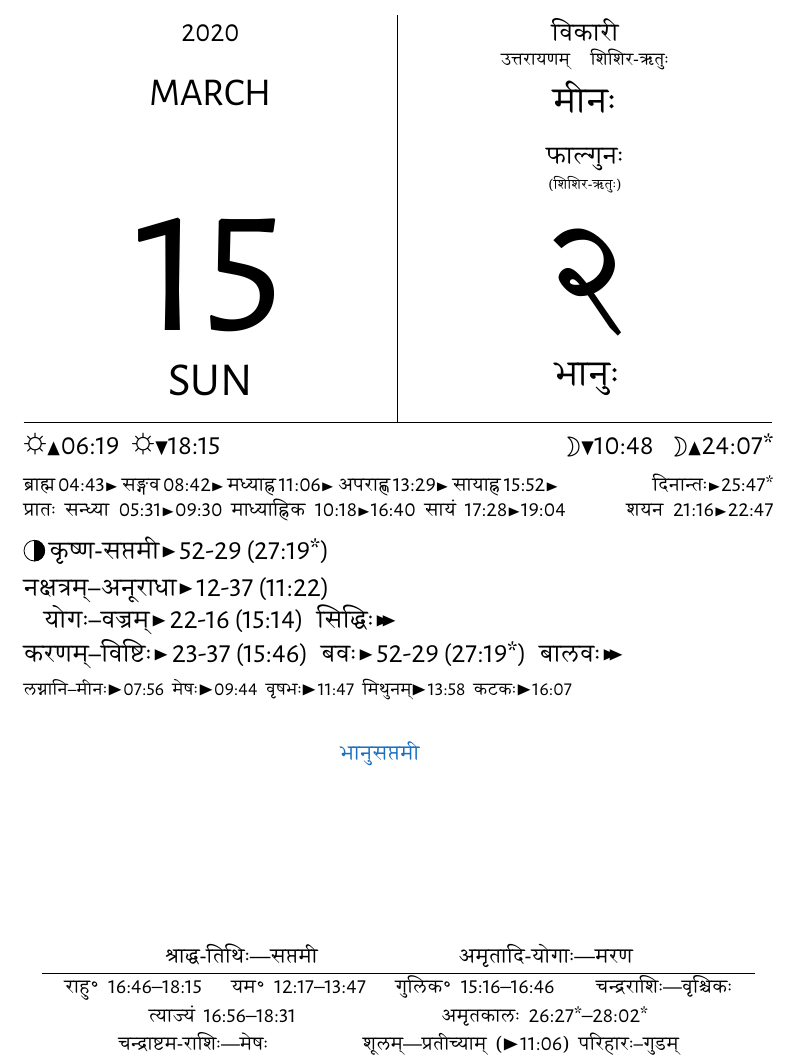 2020
MARCH
15
SUN
विकारी
उत्तरायणम् शिशिर-ऋतुः
मीनः
फाल्गुनः
(शिशिर-ऋतुः)
२
भानुः
☼▲06:19 ☼▼18:15 ☽▼10:48 ☽▲24:07*
ब्राह्म 04:43► सङ्गव 08:42► मध्याह्न 11:06► अपराह्ण 13:29► सायाह्न 15:52► दिनान्तः►25:47*
प्रातः सन्ध्या 05:31►09:30 माध्याह्निक 10:18►16:40 सायं 17:28►19:04 शयन 21:16►22:47
◑ कृष्ण-सप्तमी►52-29 (27:19*)
नक्षत्रम्–अनूराधा►12-37 (11:22)
योगः–वज्रम्►22-16 (15:14) सिद्धिः►►
करणम्–विष्टिः►23-37 (15:46) बवः►52-29 (27:19*) बालवः►►
लग्नानि–मीनः►07:56 मेषः►09:44 वृषभः►11:47 मिथुनम्►13:58 कटकः►16:07
भानुसप्तमी
श्राद्ध-तिथिः—सप्तमी अमृतादि-योगाः—मरण
राहु° 16:46–18:15 यम° 12:17–13:47 गुलिक° 15:16–16:46 चन्द्रराशिः—वृश्चिकः
त्याज्यं 16:56–18:31 अमृतकालः 26:27*–28:02*
चन्द्राष्टम-राशिः—मेषः शूलम्—प्रतीच्याम् (►11:06) परिहारः–गुडम्